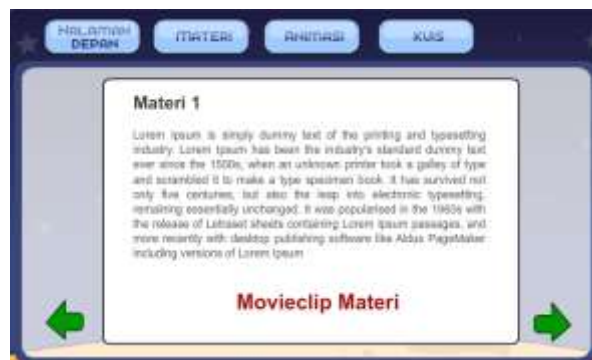 HALAMAN
DEPAN
MATERI
ANIMASI
KUIS
Materi 1
Lorem Ipsum is simply dummy text of the printing and typesetting
industry. Lorem Ipsum has been the industry's standard dummy text
ever since the 1500s, when an unknown printer took a galley of type
and scrambled it to make a type specimen book. It has survived not
only five centuries, but also the leap into electronic typesetting,
remaining essentially unchanged. It was popularised in the 1960s with
the release of Letraset sheets containing Lorem Ipsum passages, and
more recently with desktop publishing software like Aldus PageMaker
including versions of Lorem Ipsum
Movieclip Materi